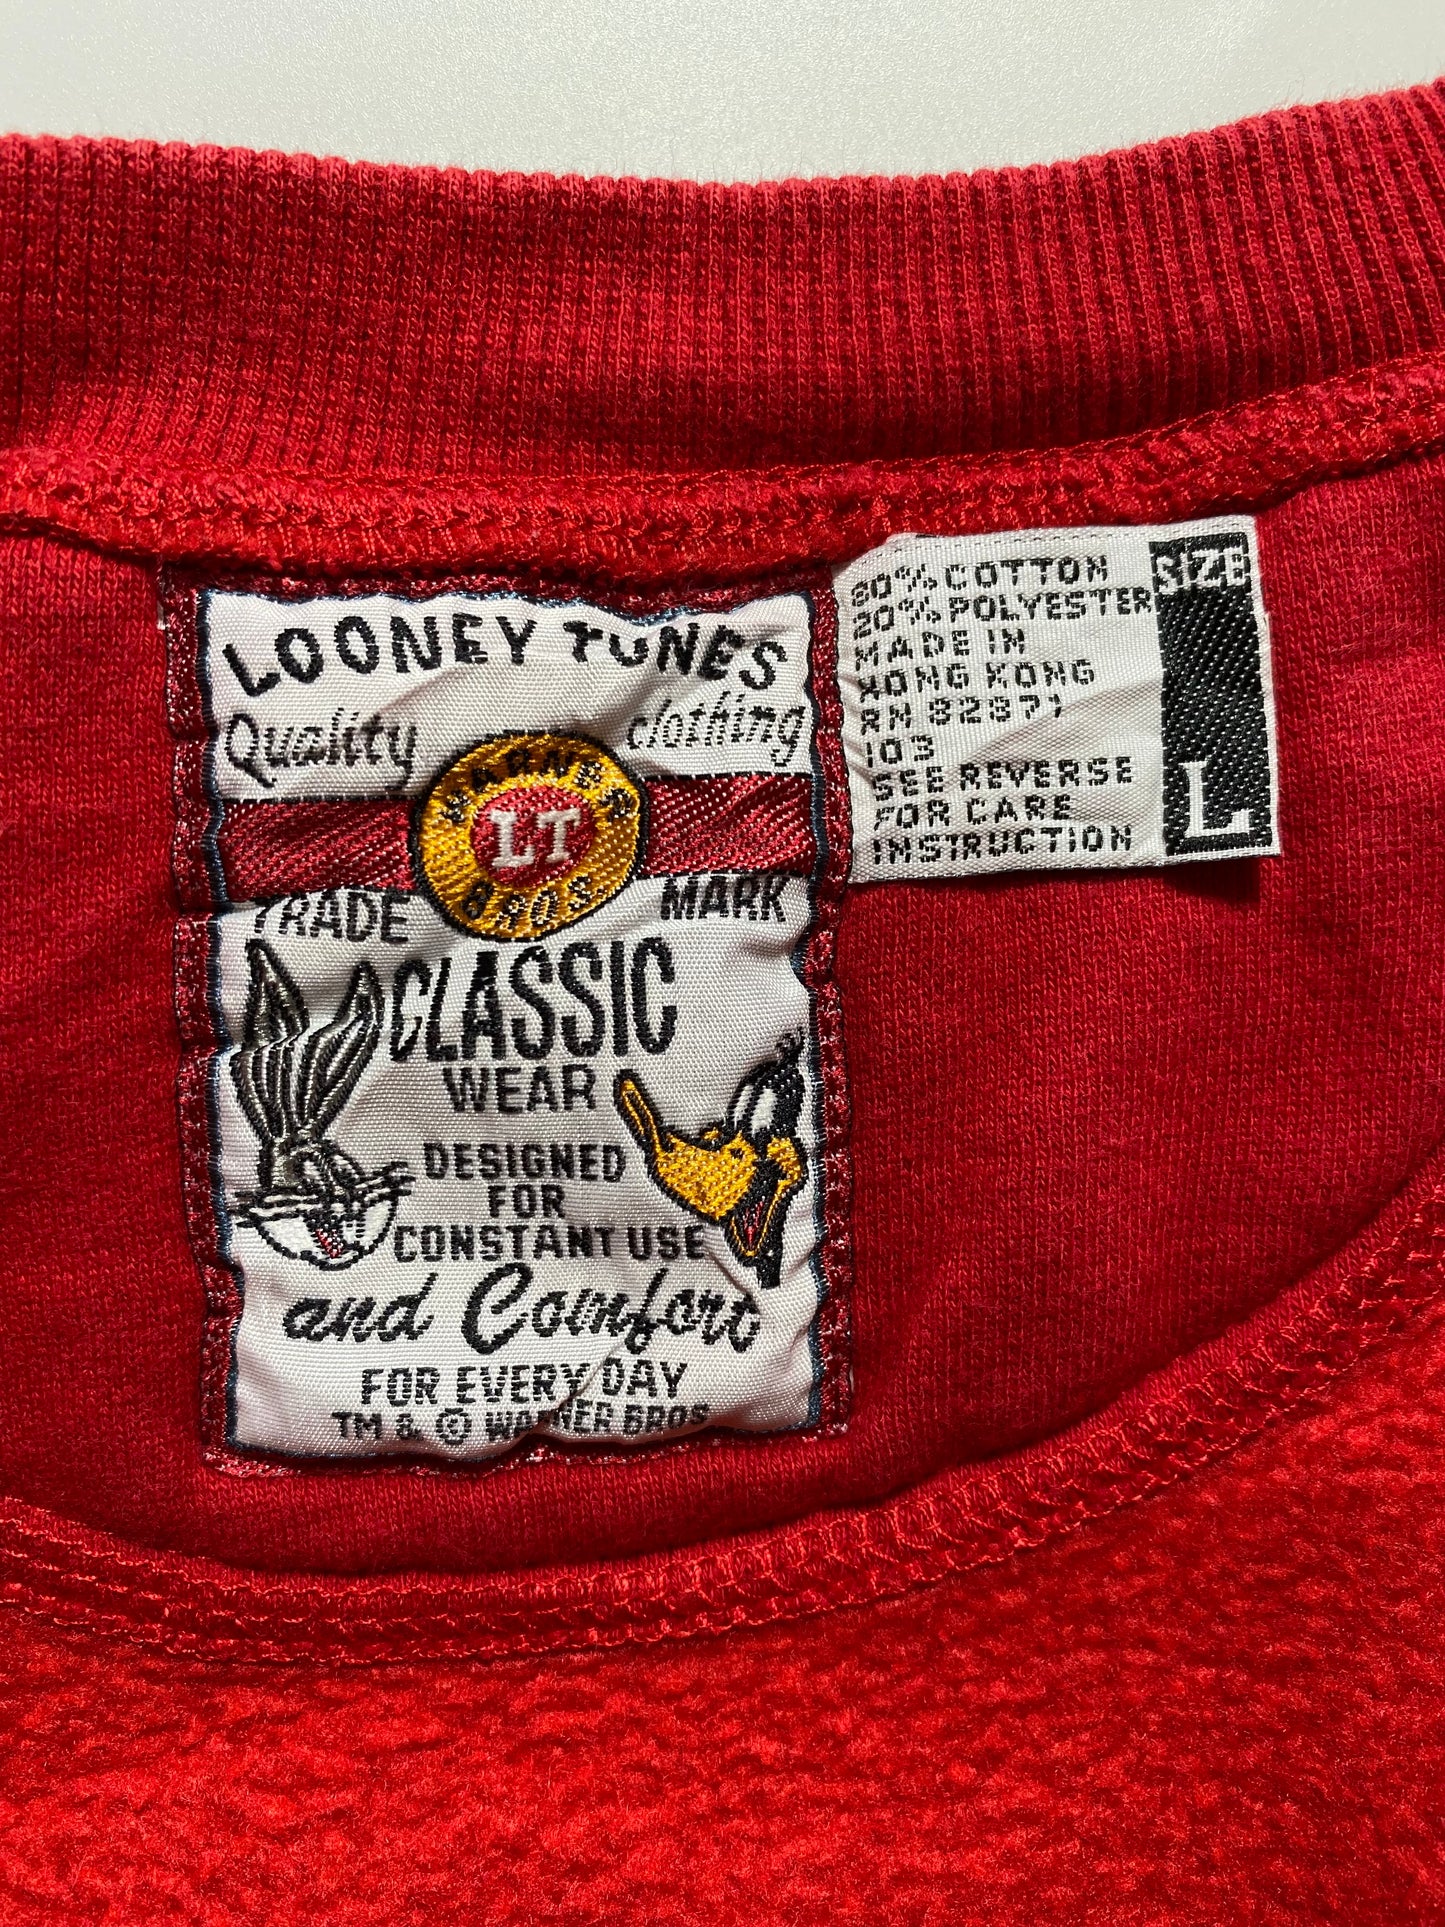 LOONEY TUNES
Quality clothing
WARNER
LT
BROS.
TRADE MARK
CLASSIC
WEAR
DESIGNED
FOR
CONSTANT USE
and Comfort
FOR EVERY DAY
TM & © WARNER BROS
80% COTTON
20% POLYESTER
MADE IN
HONG KONG
RN 82871
103
SEE REVERSE
FOR CARE
INSTRUCTION
SIZE
L